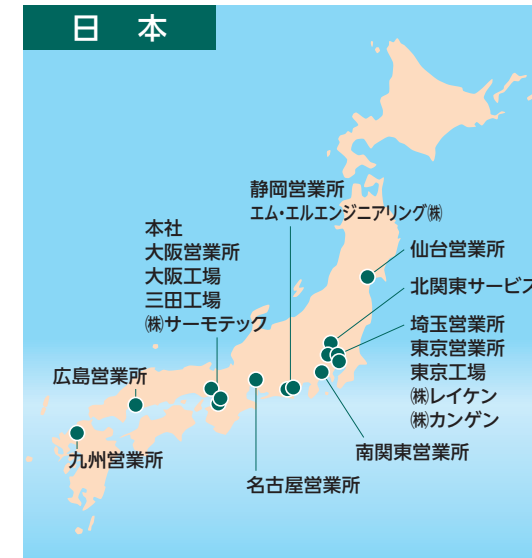 日 本
静岡営業所
エム・エルエンジニアリング㈱
本社
大阪営業所
大阪工場
三田工場
㈱サーモテック
仙台営業所
北関東サービス
埼玉営業所
東京営業所
東京工場
㈱レイケン
㈱カンゲン
広島営業所
南関東営業所
九州営業所
名古屋営業所